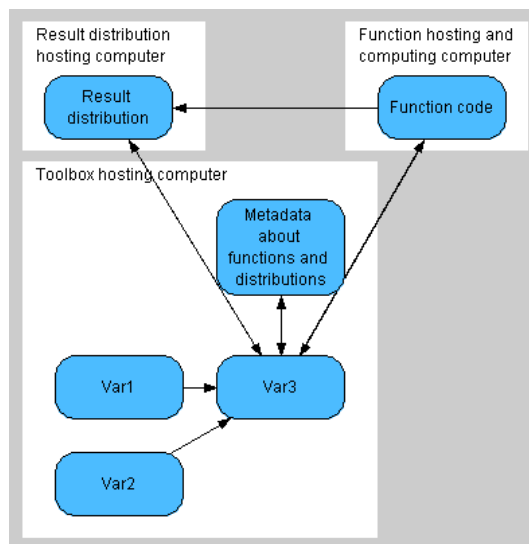 Result distribution
hosting computer
Function hosting and
computing computer
Result
distribution
Function code
Toolbox hosting computer
Metadata
about
functions and
distributions
Var1
Var3
Var2